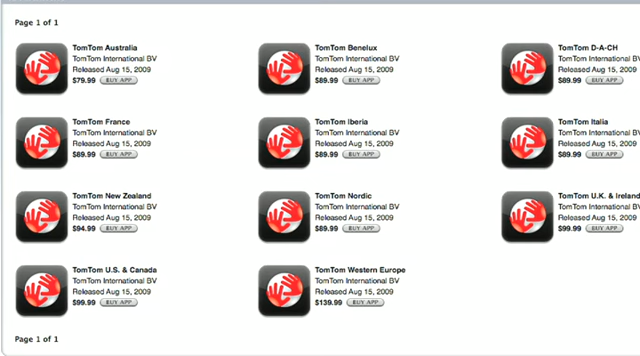 Page 1 of 1
TomTom Australia
TomTom International BV
Released Aug 15, 2009
$79.99 BUY APP
TomTom Benelux
TomTom International BV
Released Aug 15, 2009
$89.99 BUY APP
TomTom D-A-CH
TomTom International BV
Released Aug 15, 2009
$89.99 BUY APP
TomTom France
TomTom International BV
Released Aug 15, 2009
$89.99 BUY APP
TomTom Iberia
TomTom International BV
Released Aug 15, 2009
$89.99 BUY APP
TomTom Italia
TomTom International BV
Released Aug 15, 2009
$89.99 BUY APP
TomTom New Zealand
TomTom International BV
Released Aug 15, 2009
$94.99 BUY APP
TomTom Nordic
TomTom International BV
Released Aug 15, 2009
$89.99 BUY APP
TomTom U.K. & Ireland
TomTom International BV
Released Aug 15, 2009
$99.99 BUY APP
TomTom U.S. & Canada
TomTom International BV
Released Aug 15, 2009
$99.99 BUY APP
TomTom Western Europe
TomTom International BV
Released Aug 15, 2009
$139.99 BUY APP
Page 1 of 1